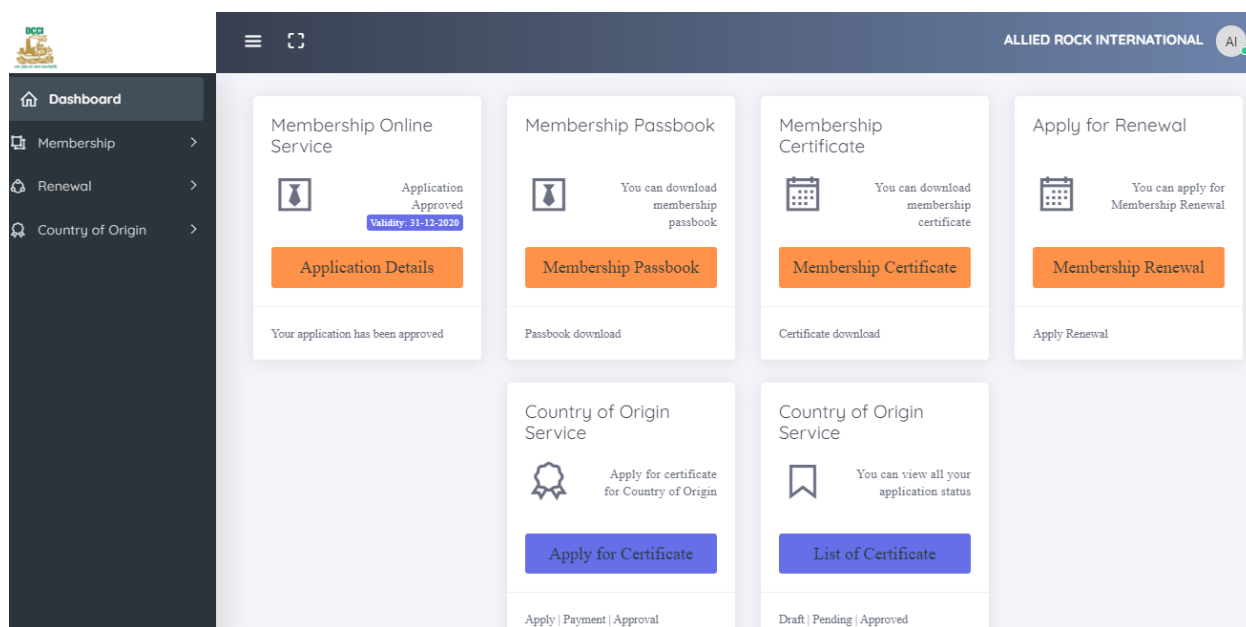 DCCI
ALLIED ROCK INTERNATIONAL
AI
Dashboard
Membership
Renewal
Country of Origin
Membership Online
Service
Application
Approved
Validity: 31-12-2020
Application Details
Your application has been approved
Membership Passbook
You can download
membership
passbook
Membership Passbook
Passbook download
Membership
Certificate
You can download
membership
certificate
Membership Certificate
Certificate download
Apply for Renewal
You can apply for
Membership Renewal
Membership Renewal
Apply Renewal
Country of Origin
Service
Apply for certificate
for Country of Origin
Apply for Certificate
Apply | Payment | Approval
Country of Origin
Service
You can view all your
application status
List of Certificate
Draft | Pending | Approved